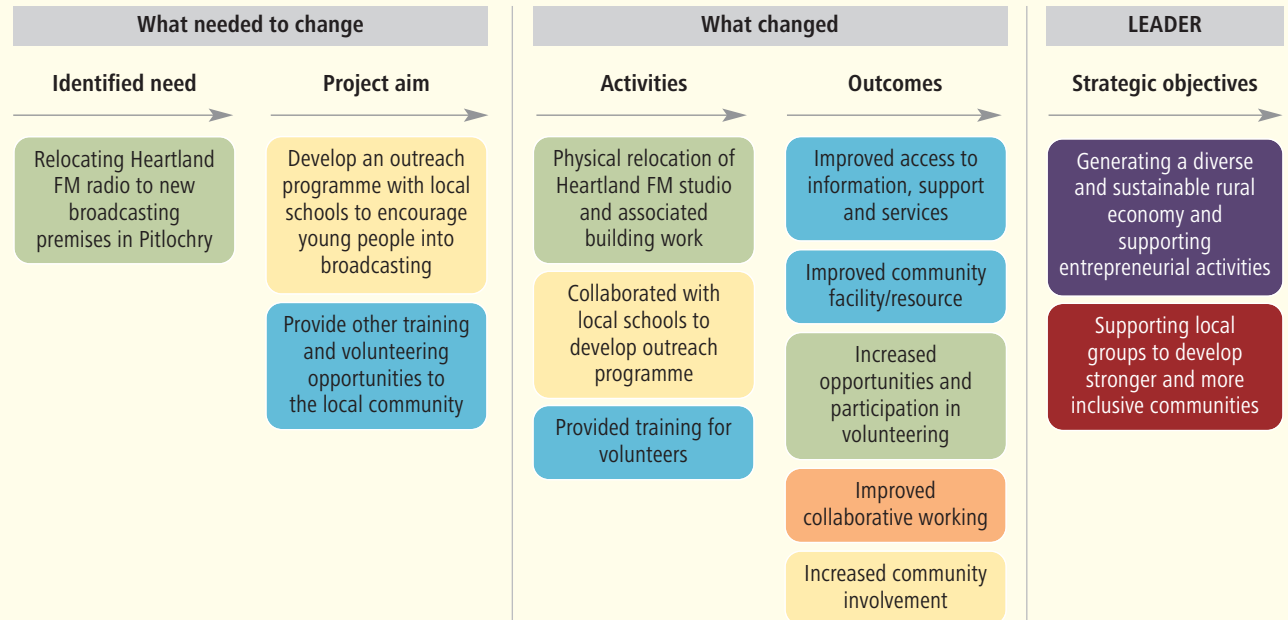 What needed to change
What changed
LEADER
Identified need
Project aim
Activities
Outcomes
Strategic objectives
Relocating Heartland
FM radio to new
broadcasting
premises in Pitlochry
Develop an outreach
programme with local
schools to encourage
young people into
broadcasting
Provide other training
and volunteering
opportunities to
the local community
Physical relocation of
Heartland FM studio
and associated
building work
Collaborated with
local schools to
develop outreach
programme
Provided training for
volunteers
Improved access to
information, support
and services
Improved community
facility/resource
Increased
opportunities and
participation in
volunteering
Improved
collaborative working
Increased community
involvement
Generating a diverse
and sustainable rural
economy and
supporting
entrepreneurial activities
Supporting local
groups to develop
stronger and more
inclusive communities